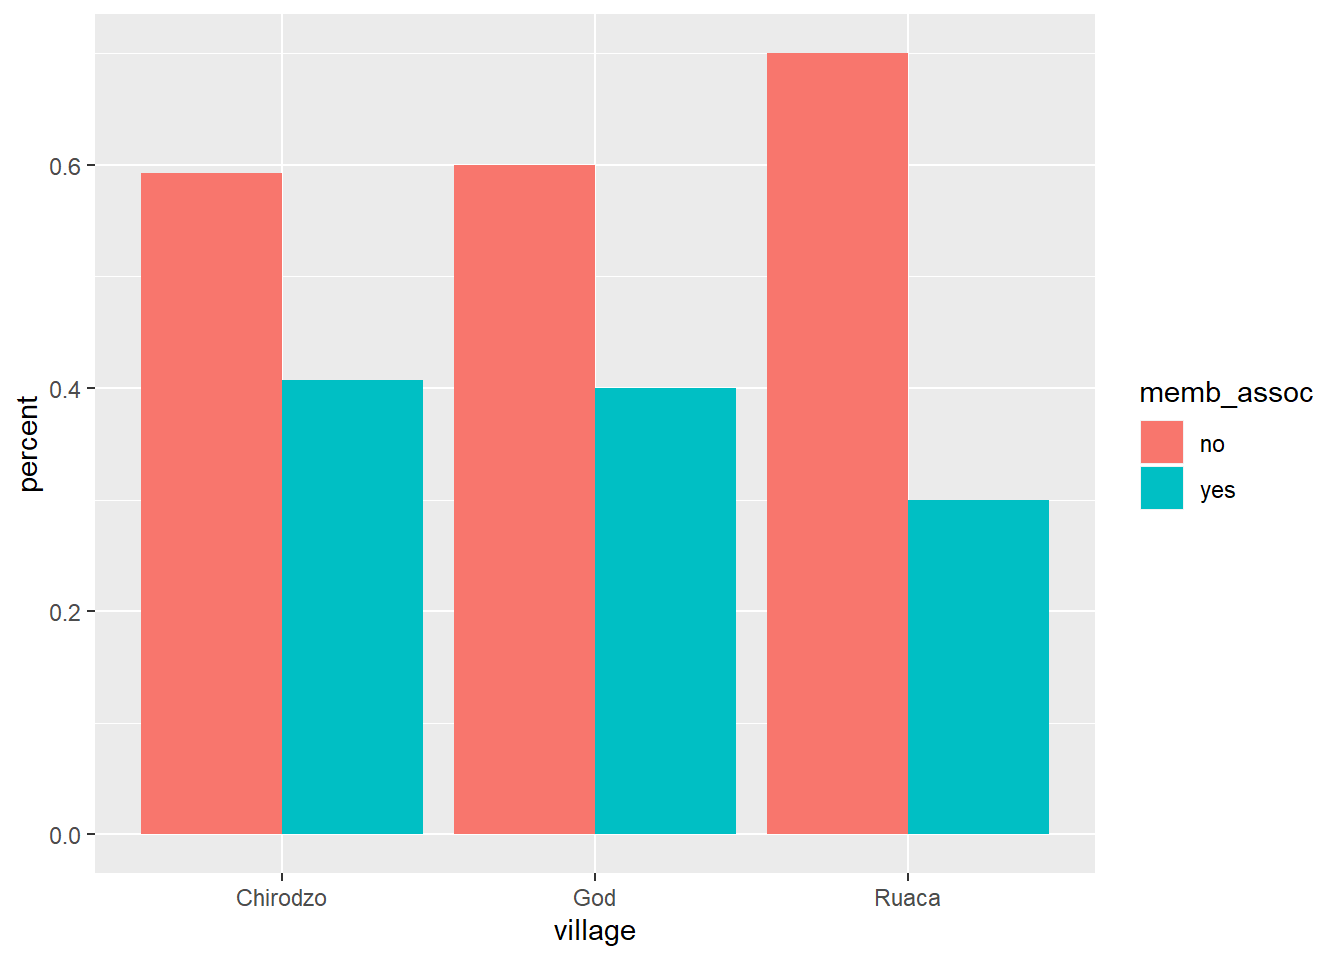 percent
0.6
0.4
0.2
0.0
Chirodzo
God
Ruaca
village
memb_assoc
no
yes